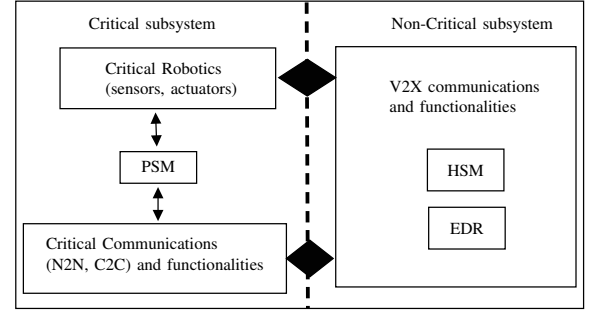 Critical subsystem
Non-Critical subsystem
Critical Robotics
(sensors, actuators)
V2X communications
and functionalities
PSM
HSM
EDR
Critical Communications
(N2N, C2C) and functionalities